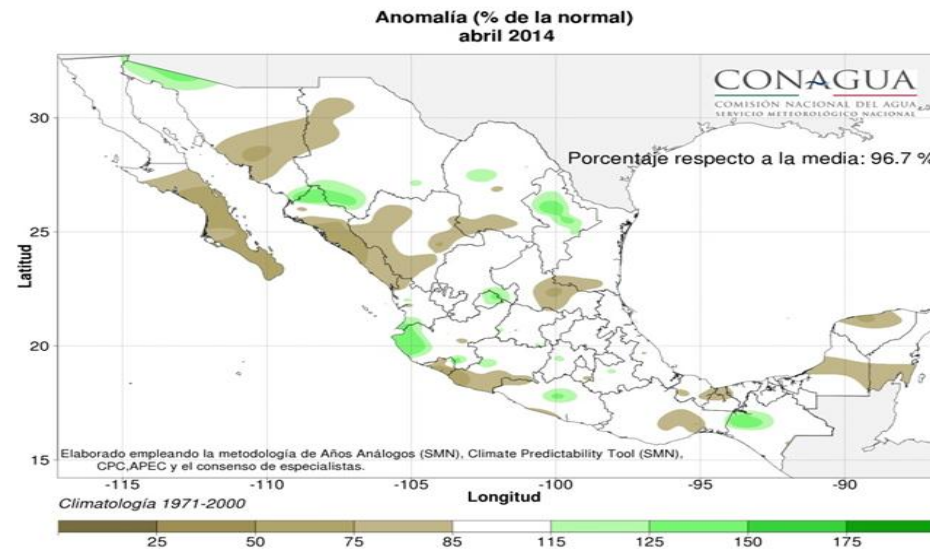 Anomalía (% de la normal)
abril 2014
CONAGUA
COMISIÓN NACIONAL DEL AGUA
SERVICIO METEOROLÓGICO NACIONAL
Porcentaje respecto a la media: 96.7 %
30
25
20
15
Latitud
Elaborado empleando la metodología de Años Análogos (SMN), Climate Predictability Tool (SMN),
CPC,APEC y el consenso de especialistas.
-115 -110 -105 -100 -95 -90
Longitud
Climatología 1971-2000
25 50 75 85 115 125 150 175